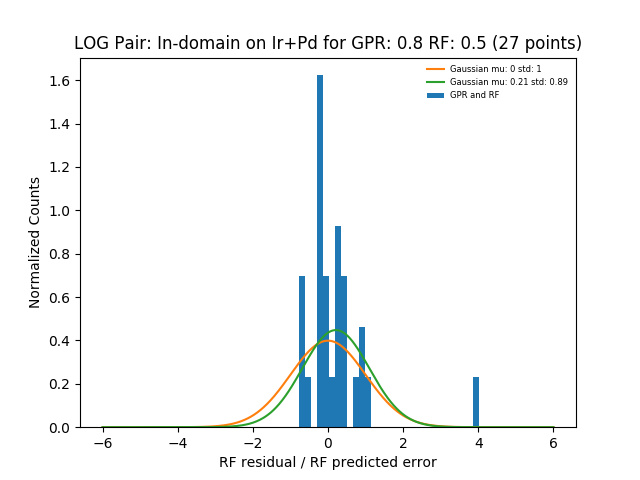 LOG Pair: In-domain on Ir+Pd for GPR: 0.8 RF: 0.5 (27 points)
Gaussian mu: 0 std: 1
Gaussian mu: 0.21 std: 0.89
GPR and RF
Normalized Counts
1.6
1.4
1.2
1.0
0.8
0.6
0.4
0.2
0.0
−6 −4 −2 0 2 4 6
RF residual / RF predicted error